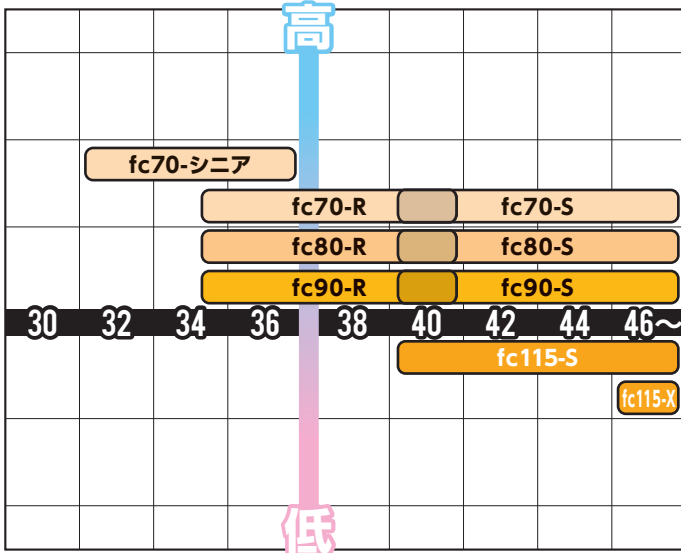 高
fc70-シニア
fc70-R fc70-S
fc80-R fc80-S
fc90-R fc90-S
30 32 34 36 38 40 42 44 46～
fc115-S
fc115-X
低